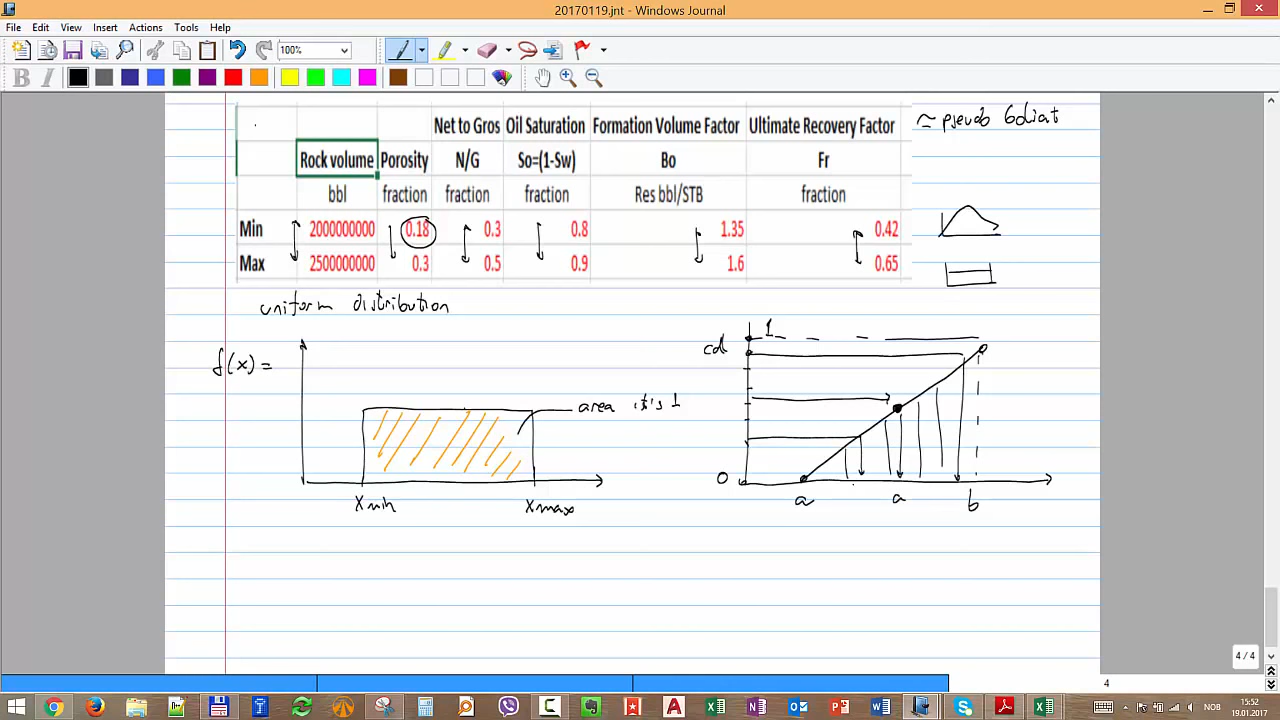 20170119.jnt - Windows Journal
File Edit View Insert Actions Tools Help
100%
B I
Net to Gros Oil Saturation Formation Volume Factor Ultimate Recovery Factor
≈ pseudo
Rock volume Porosity N/G So=(1-Sw) Bo Fr
bbl fraction fraction fraction Res bbl/STB fraction
Min 2000000000 0.18 0.3 0.8 1.35 0.42
Max 2500000000 0.3 0.5 0.9 1.6 0.65
uniform distribution
1
f(x) =
area it's 1
0
a a b
Xmin Xmax
4 / 4
4
NOB
15:52
19.01.2017